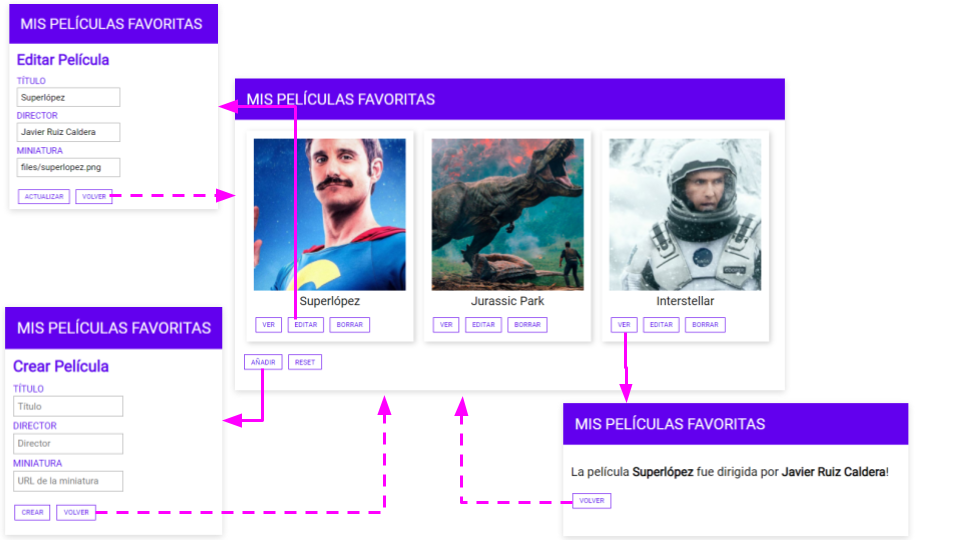 MIS PELÍCULAS FAVORITAS
Editar Película
TÍTULO
Superlópez
DIRECTOR
Javier Ruiz Caldera
MINIATURA
files/superlopez.png
ACTUALIZAR VOLVER
MIS PELÍCULAS FAVORITAS
Superlópez Jurassic Park Interstellar
VER EDITAR BORRAR VER EDITAR BORRAR VER EDITAR BORRAR
AÑADIR RESET
MIS PELÍCULAS FAVORITAS
Crear Película
TÍTULO
Título
DIRECTOR
Director
MINIATURA
URL de la miniatura
CREAR VOLVER
MIS PELÍCULAS FAVORITAS
La película Superlópez fue dirigida por Javier Ruiz Caldera!
VOLVER